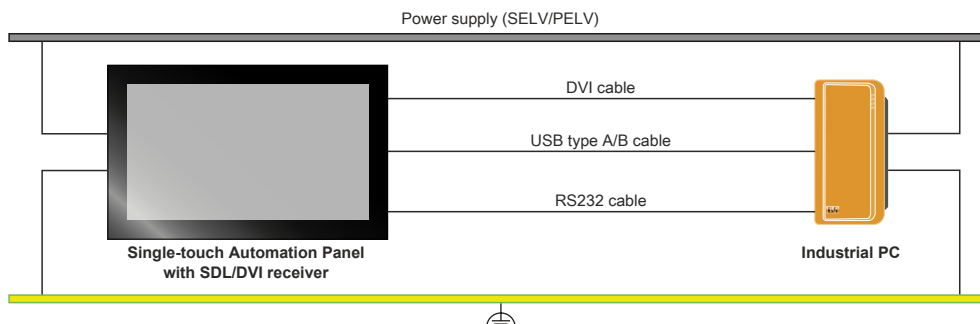 Power supply (SELV/PELV)
DVI cable
USB type A/B cable
RS232 cable
Single-touch Automation Panel
with SDL/DVI receiver
Industrial PC